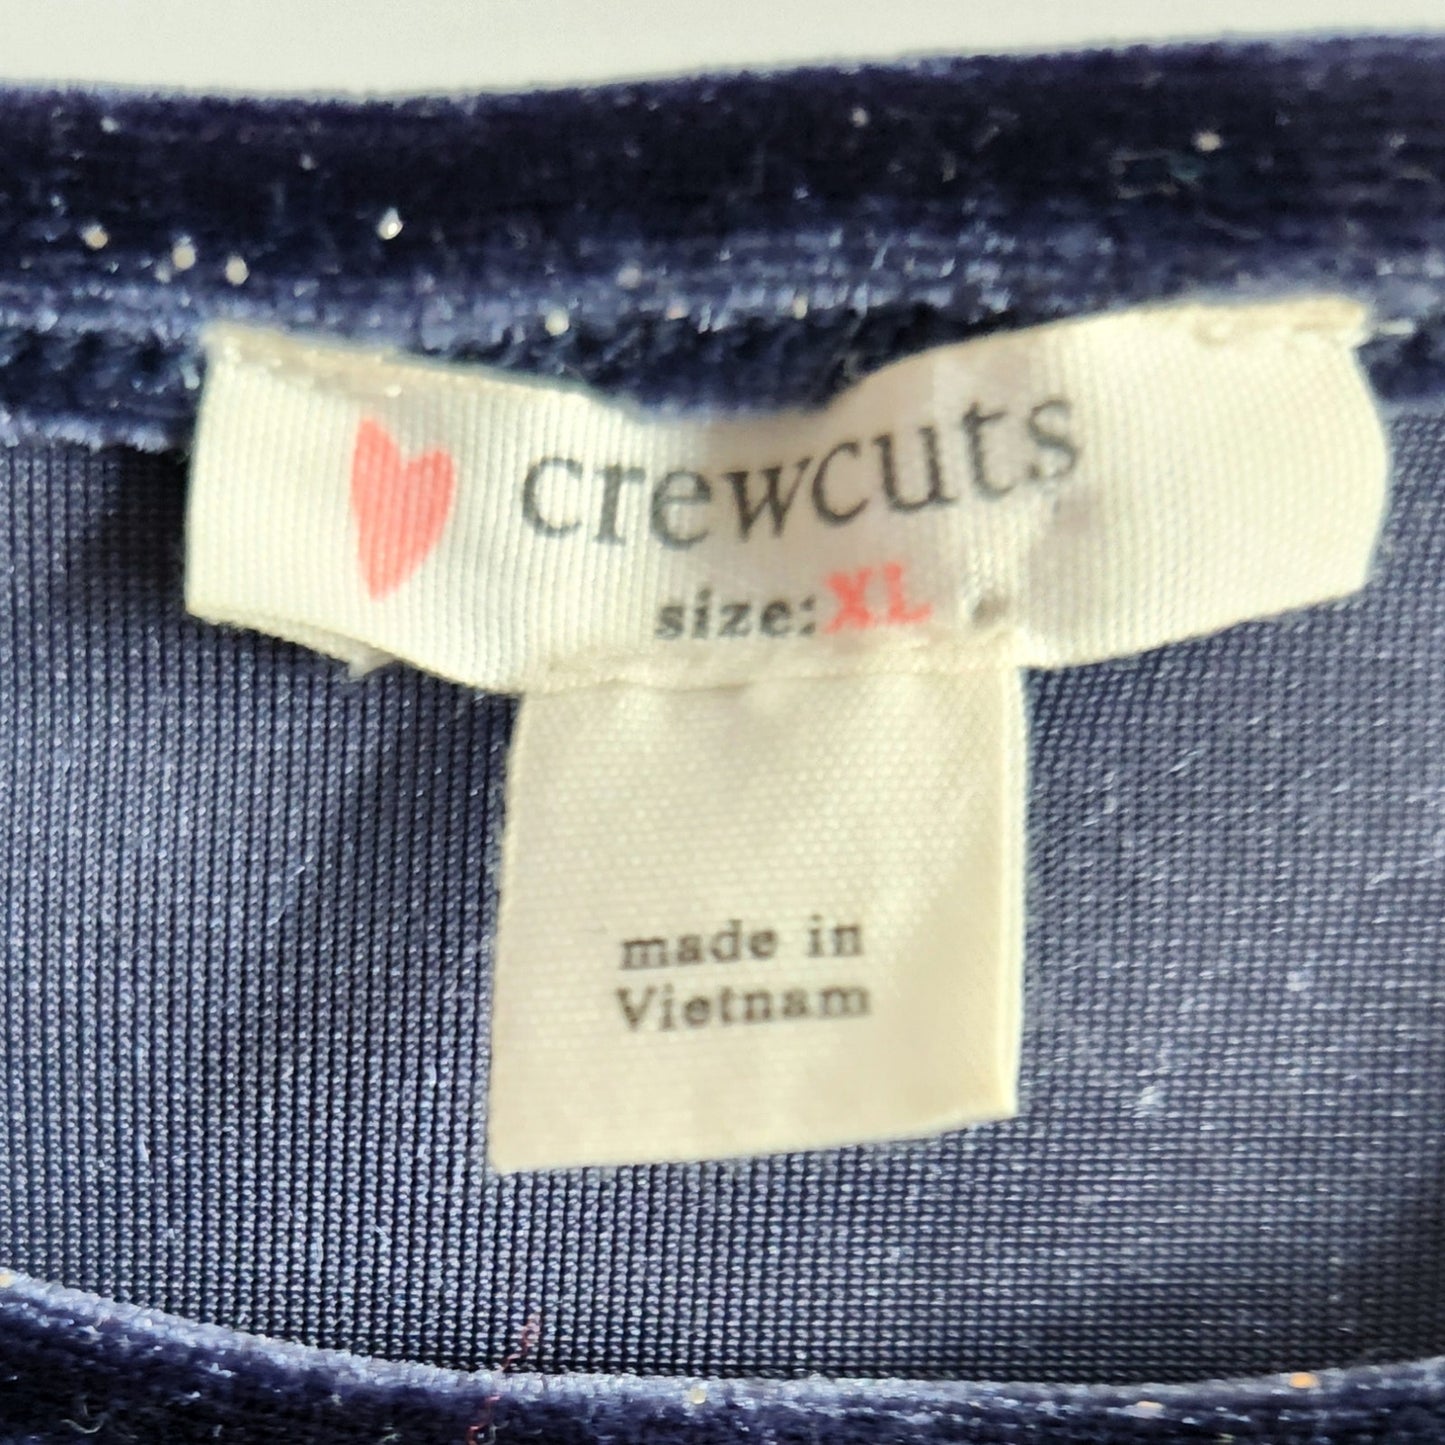 crewcuts
size:XL
made in
Vietnam